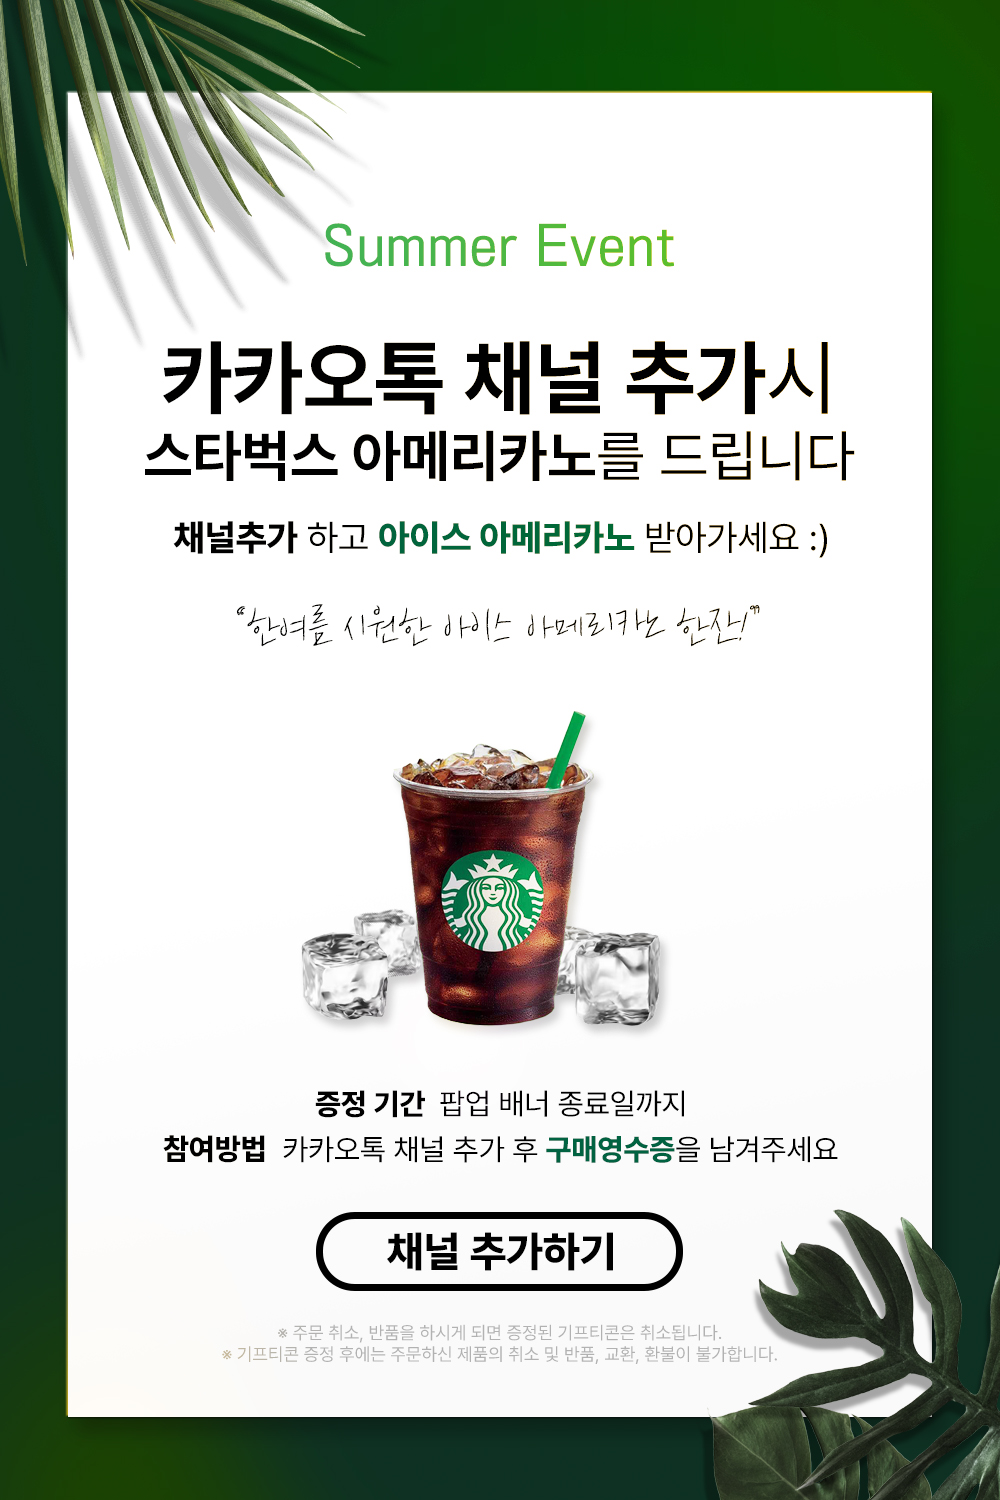 Summer Event
카카오톡 채널 추가시
스타벅스 아메리카노를 드립니다
채널추가 하고 아이스 아메리카노 받아가세요 :)
“한여름 시원한 아이스 아메리카노 한잔!”
증정 기간 팝업 배너 종료일까지
참여방법 카카오톡 채널 추가 후 구매영수증을 남겨주세요
채널 추가하기
※ 주문 취소, 반품을 하시게 되면 증정된 기프티콘은 취소됩니다.
※ 기프티콘 증정 후에는 주문하신 제품의 취소 및 반품, 교환, 환불이 불가합니다.